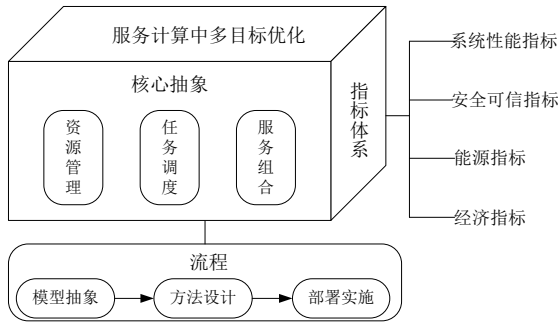 服务计算中多目标优化
核心抽象
资源管理
任务调度
服务组合
指标体系
系统性能指标
安全可信指标
能源指标
经济指标
流程
模型抽象
方法设计
部署实施